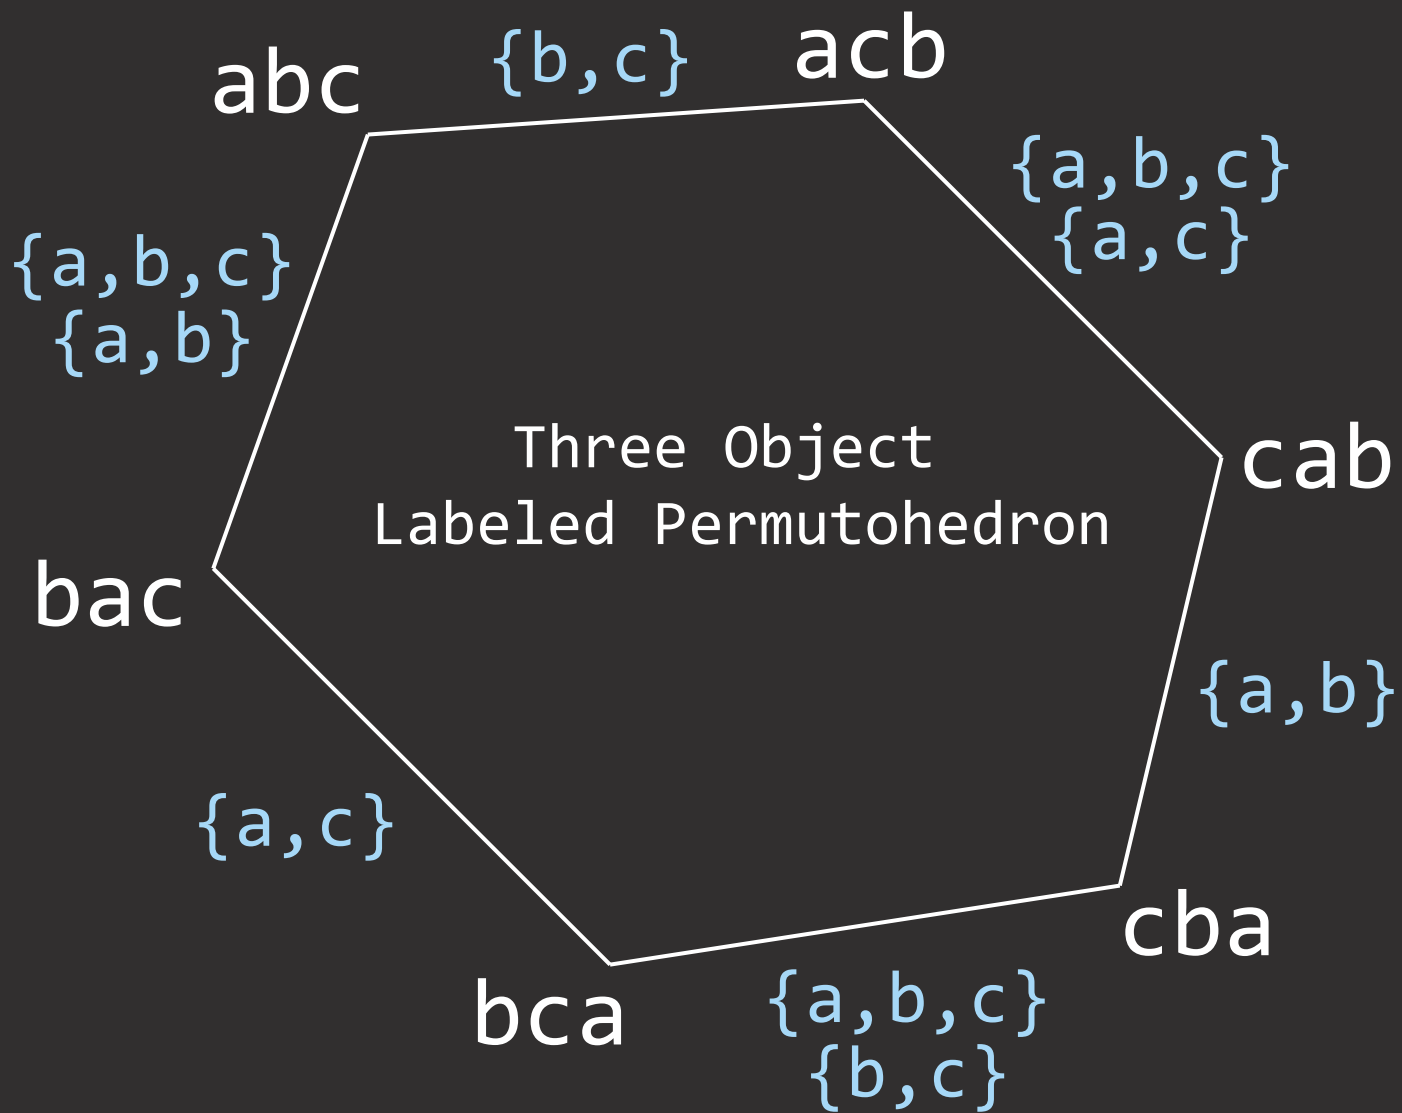 abc
{b,c}
acb
{a,b,c}
{a,c}
{a,b,c}
{a,b}
Three Object
Labeled Permutohedron
cab
bac
{a,b}
{a,c}
cba
bca
{a,b,c}
{b,c}